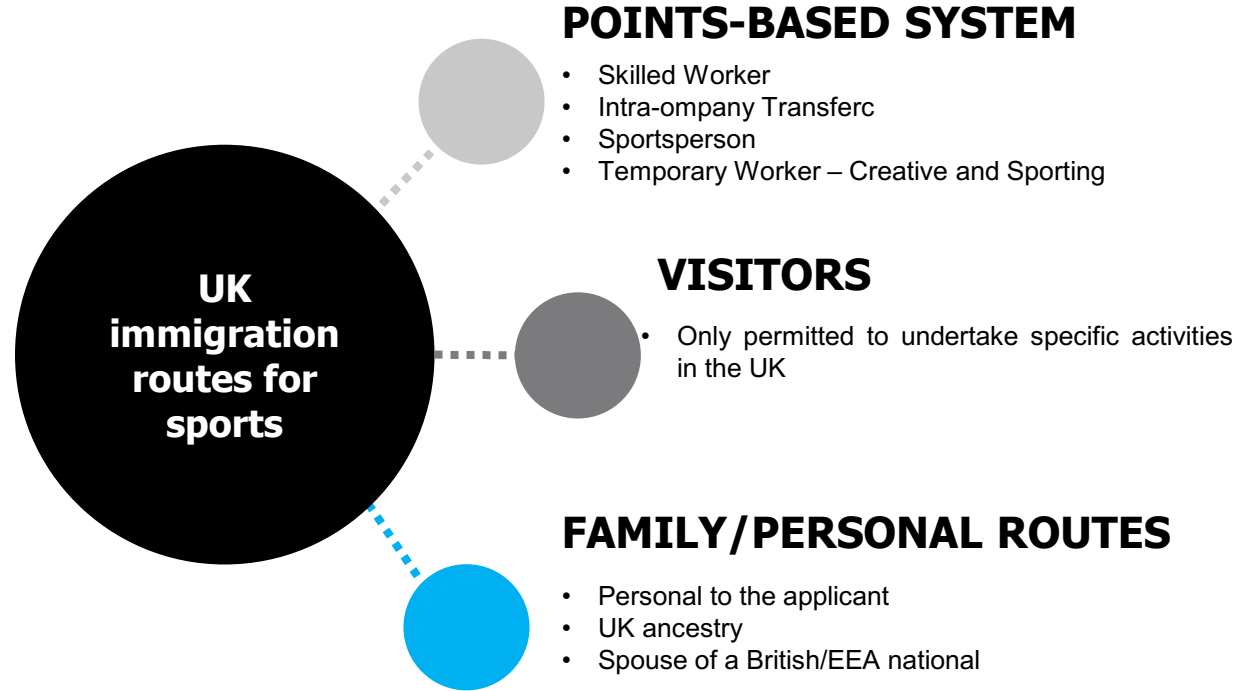 POINTS-BASED SYSTEM
• Skilled Worker
• Intra-ompany Transferc
• Sportsperson
• Temporary Worker – Creative and Sporting
UK
immigration
routes for
sports
VISITORS
• Only permitted to undertake specific activities
in the UK
FAMILY/PERSONAL ROUTES
• Personal to the applicant
• UK ancestry
• Spouse of a British/EEA national